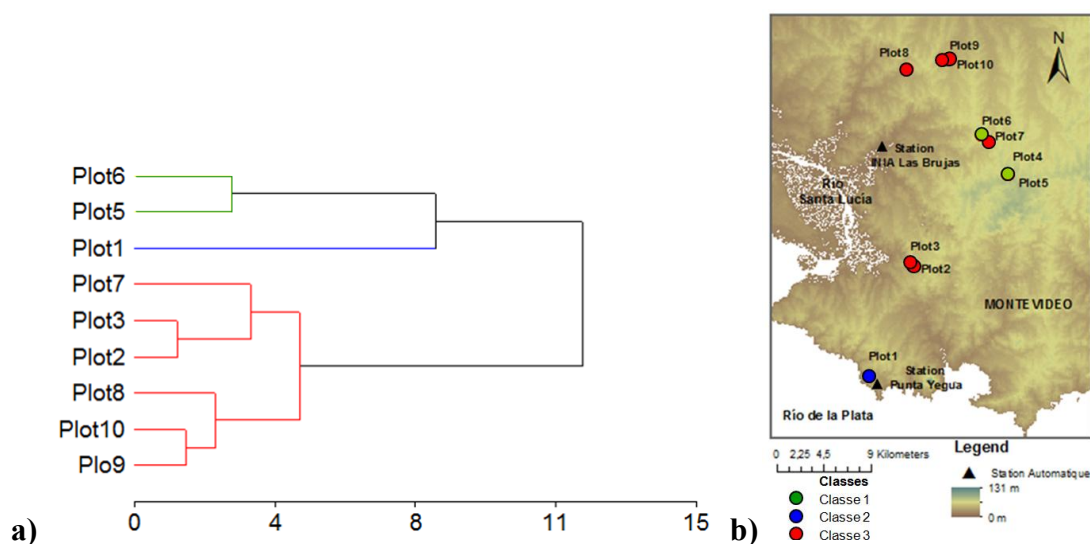 Plot6
Plot5
Plot1
Plot7
Plot3
Plot2
Plot8
Plot10
Plo9
0 4 8 11 15
a)
N
Plot8
Plot9
Plot10
Plot6
Plot7
Station
INIA Las Brujas
Plot4
Plot5
Río
Santa Lucía
Plot3
Plot2
MONTEVIDEO
Plot1
Station
Punta Yegua
Río de la Plata
0 2,25 4,5 9 Kilometers
Legend
Station Automatique
131 m
0 m
Classes
Classe 1
Classe 2
Classe 3
b)